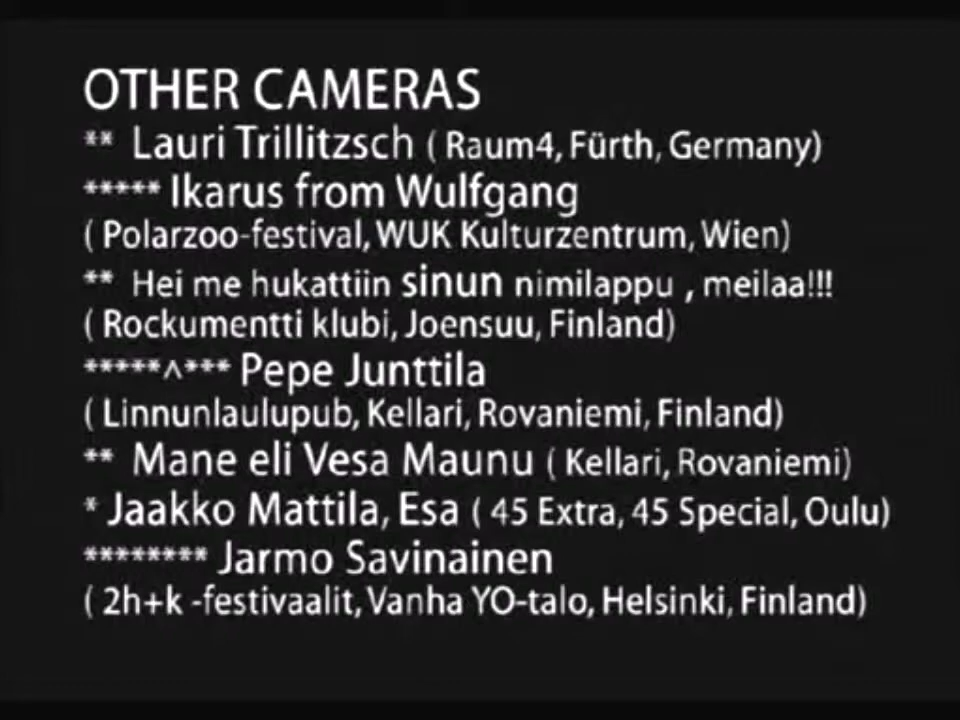 OTHER CAMERAS
** Lauri Trillitzsch ( Raum4, Fürth, Germany)
***** Ikarus from Wulfgang
( Polarzoo-festival, WUK Kulturzentrum, Wien)
** Hei me hukattiin sinun nimilappu , meilaa!!!
( Rockumentti klubi, Joensuu, Finland)
*****^*** Pepe Junttila
( Linnunlaulupub, Kellari, Rovaniemi, Finland)
** Mane eli Vesa Maunu ( Kellari, Rovaniemi)
* Jaakko Mattila, Esa ( 45 Extra, 45 Special, Oulu)
******** Jarmo Savinainen
( 2h+k -festivaalit, Vanha YO-talo, Helsinki, Finland)